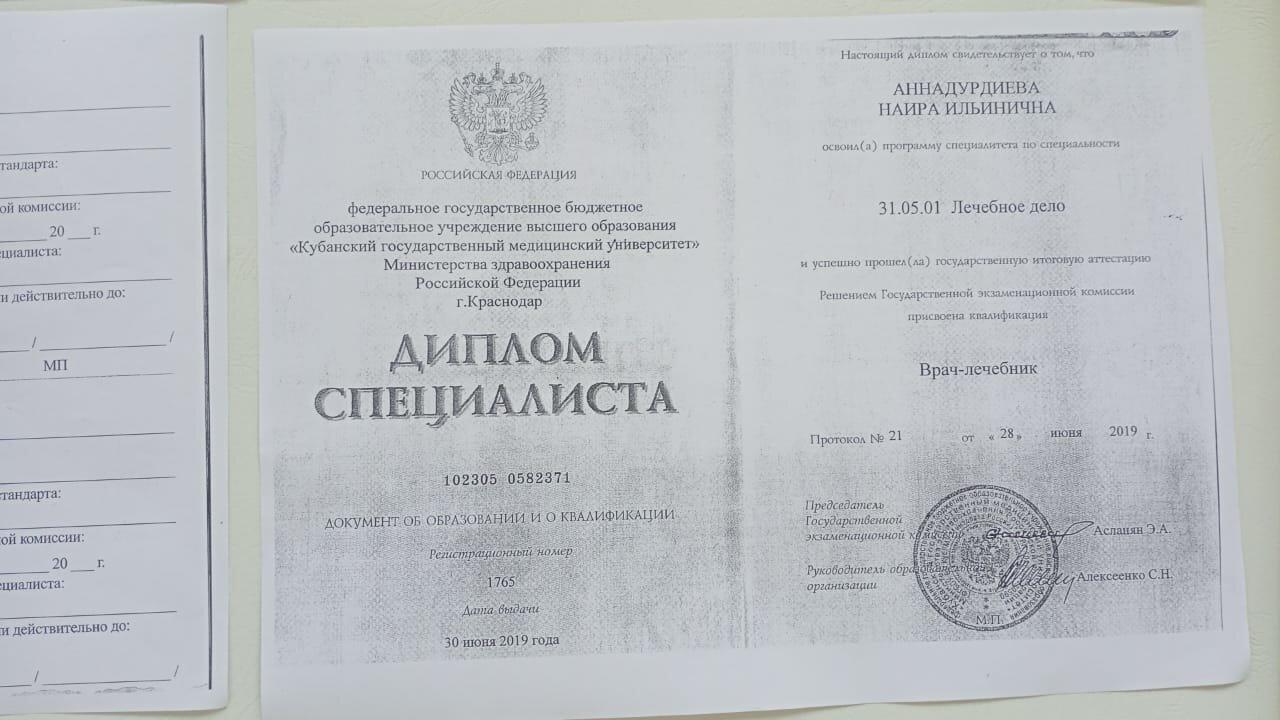 тандарта:
ой комиссии:
20 ___ г.
циалиста:
и действительно до:
/ /
МП
тандарта:
ой комиссии:
20 ___ г.
циалиста:
и действительно до:
/ /
РОССИЙСКАЯ ФЕДЕРАЦИЯ
федеральное государственное бюджетное
образовательное учреждение высшего образования
«Кубанский государственный медицинский университет»
Министерства здравоохранения
Российской Федерации
г.Краснодар
ДИПЛОМ
СПЕЦИАЛИСТА
102305 0582371
ДОКУМЕНТ ОБ ОБРАЗОВАНИИ И О КВАЛИФИКАЦИИ
Регистрационный номер
1765
Дата выдачи
30 июня 2019 года
Настоящий диплом свидетельствует о том, что
АННАДУРДИЕВА
НАИРА ИЛЬИНИЧНА
освоил(а) программу специалитета по специальности
31.05.01 Лечебное дело
и успешно прошел(ла) государственную итоговую аттестацию
Решением Государственной экзаменационной комиссии
присвоена квалификация
Врач-лечебник
Протокол № 21 от « 28 » июня 2019 г.
Председатель
Государственной
экзаменационной комиссии Асланян Э.А.
Руководитель образовательной
организации Алексеенко С.Н.
М.П.